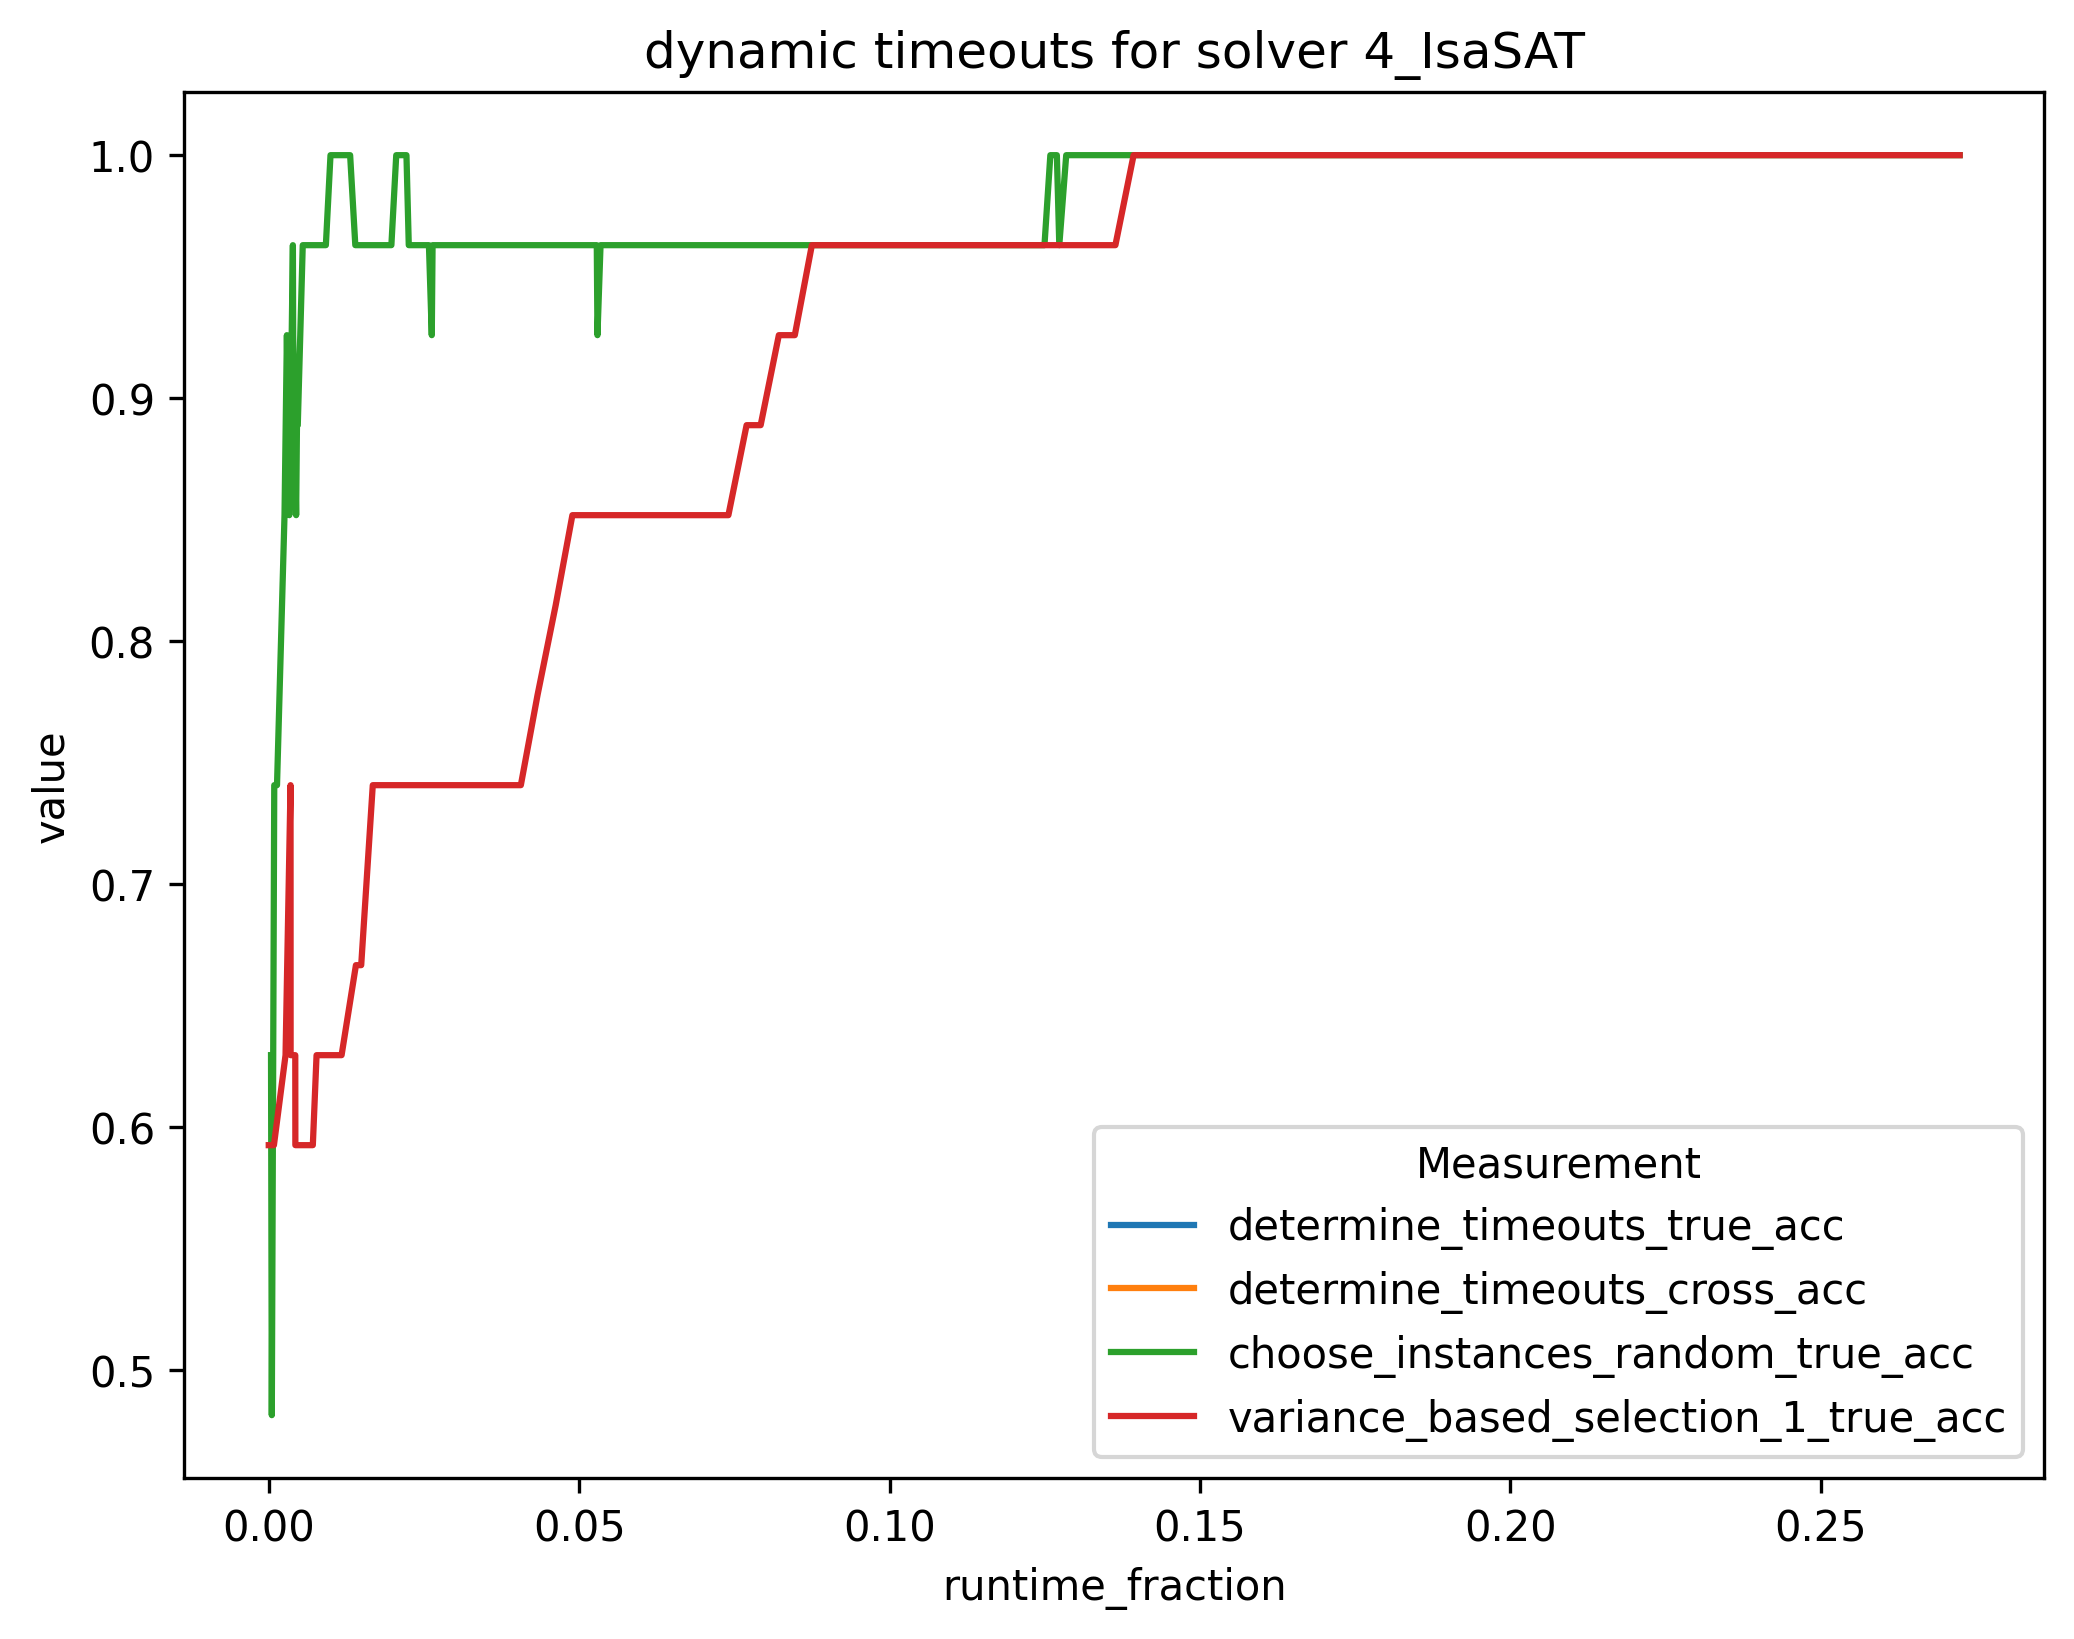 dynamic timeouts for solver 4_IsaSAT
1.0
0.9
0.8
0.7
0.6
0.5
value
0.00 0.05 0.10 0.15 0.20 0.25
runtime_fraction
Measurement
determine_timeouts_true_acc
determine_timeouts_cross_acc
choose_instances_random_true_acc
variance_based_selection_1_true_acc